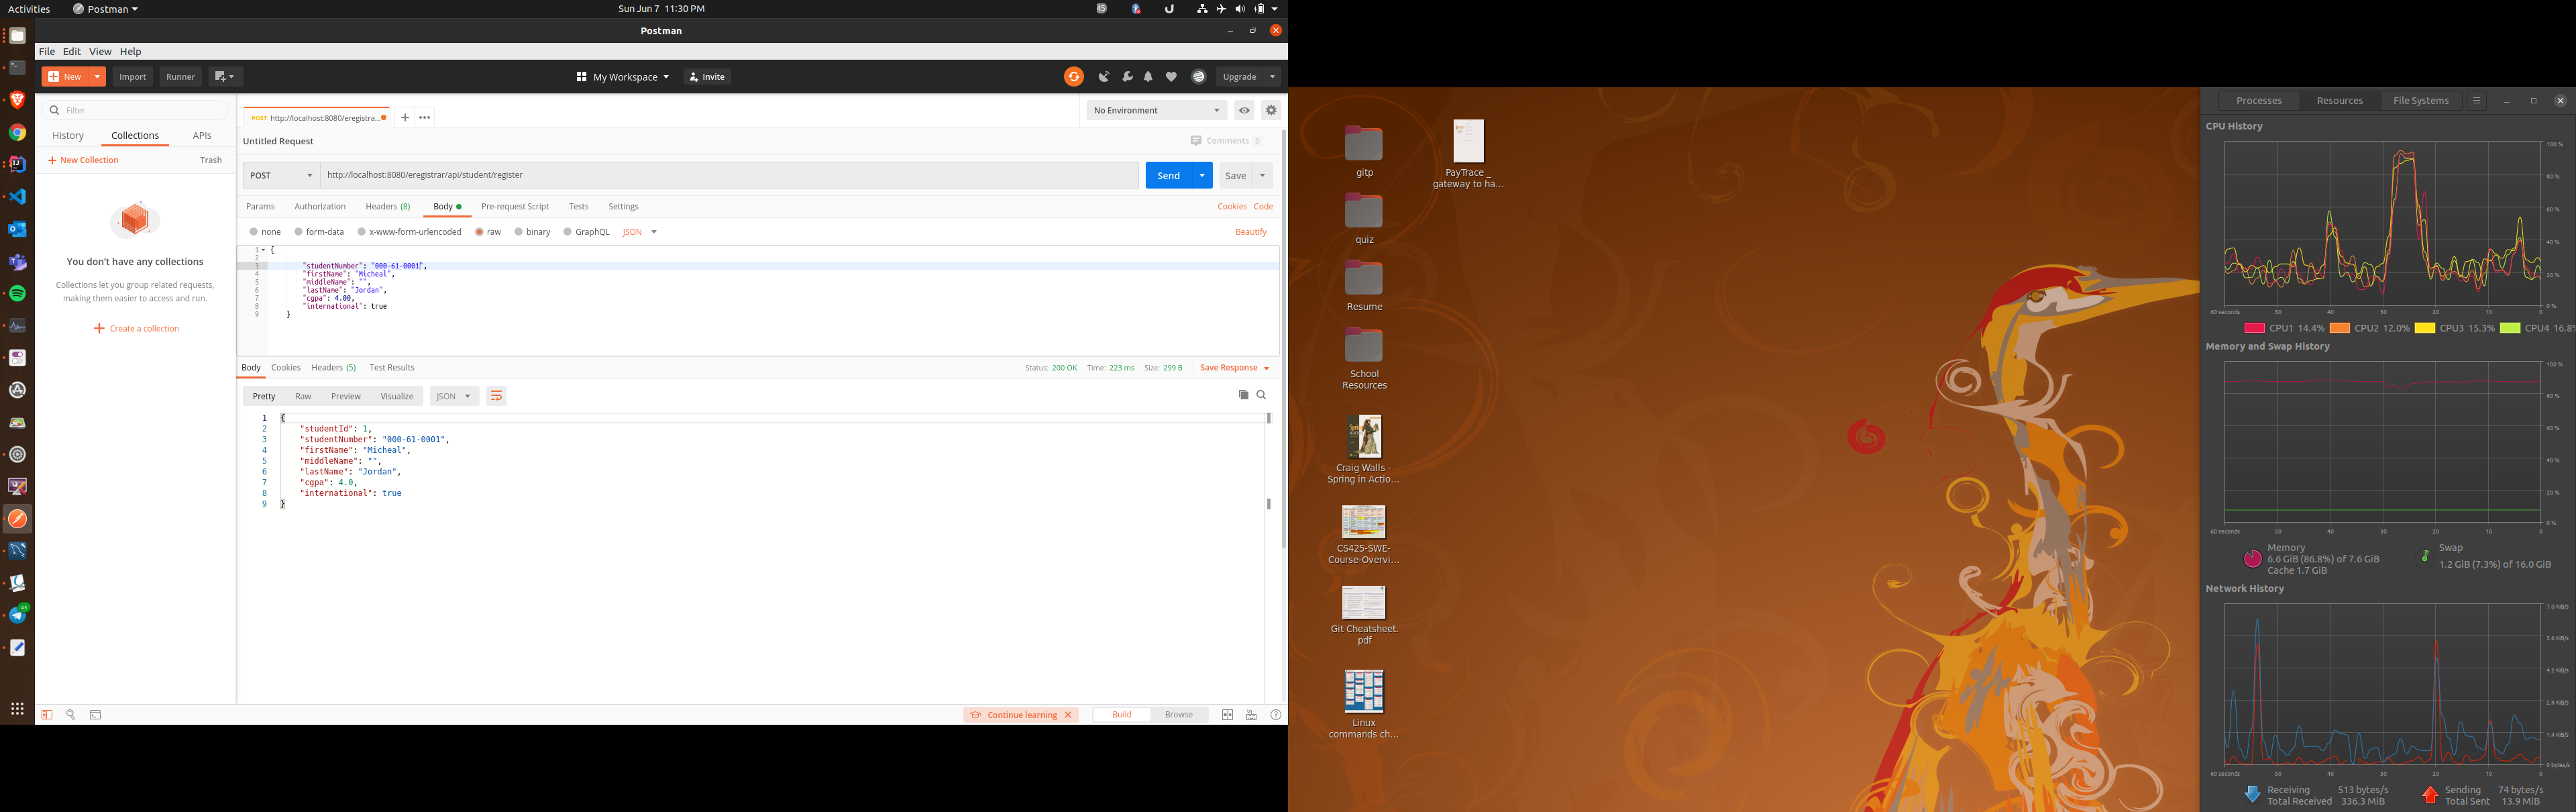 Activities
Postman
Sun Jun 7 11:30 PM
45
Postman
File Edit View Help
New
Import
Runner
My Workspace
Invite
Upgrade
Filter
History Collections APIs
New Collection
Trash
You don't have any collections
Collections let you group related requests,
making them easier to access and run.
Create a collection
POST http://localhost:8080/eregistra...
No Environment
Untitled Request
Comments 0
POST
http://localhost:8080/eregistrar/api/student/register
Send
Save
Params Authorization Headers (8) Body Pre-request Script Tests Settings
Cookies Code
none form-data x-www-form-urlencoded raw binary GraphQL JSON
Beautify
1 {
2
3 "studentNumber": "000-61-0001",
4 "firstName": "Micheal",
5 "middleName": "",
6 "lastName": "Jordan",
7 "cgpa": 4.00,
8 "international": true
9 }
Body Cookies Headers (5) Test Results
Status: 200 OK Time: 223 ms Size: 299 B
Save Response
Pretty Raw Preview Visualize JSON
1 {
2 "studentId": 1,
3 "studentNumber": "000-61-0001",
4 "firstName": "Micheal",
5 "middleName": "",
6 "lastName": "Jordan",
7 "cgpa": 4.0,
8 "international": true
9 }
Continue learning
Build Browse
gitp
PayTrace _
gateway to ha...
quiz
Resume
School
Resources
Craig Walls -
Spring in Actio...
CS425-SWE-
Course-Overvi...
Git Cheatsheet.
pdf
Linux
commands ch...
Processes Resources File Systems
CPU History
100 %
80 %
60 %
40 %
20 %
0 %
60 seconds 50 40 30 20 10 0
CPU1 14.4% CPU2 12.0% CPU3 15.3% CPU4 16.8%
Memory and Swap History
100 %
80 %
60 %
40 %
20 %
0 %
60 seconds 50 40 30 20 10 0
Memory
6.6 GiB (86.8%) of 7.6 GiB
Cache 1.7 GiB
Swap
1.2 GiB (7.3%) of 16.0 GiB
Network History
7.0 KiB/s
5.6 KiB/s
4.2 KiB/s
2.8 KiB/s
1.4 KiB/s
0 bytes/s
60 seconds 50 40 30 20 10 0
Receiving 513 bytes/s
Total Received 336.3 MiB
Sending 74 bytes/s
Total Sent 13.9 MiB